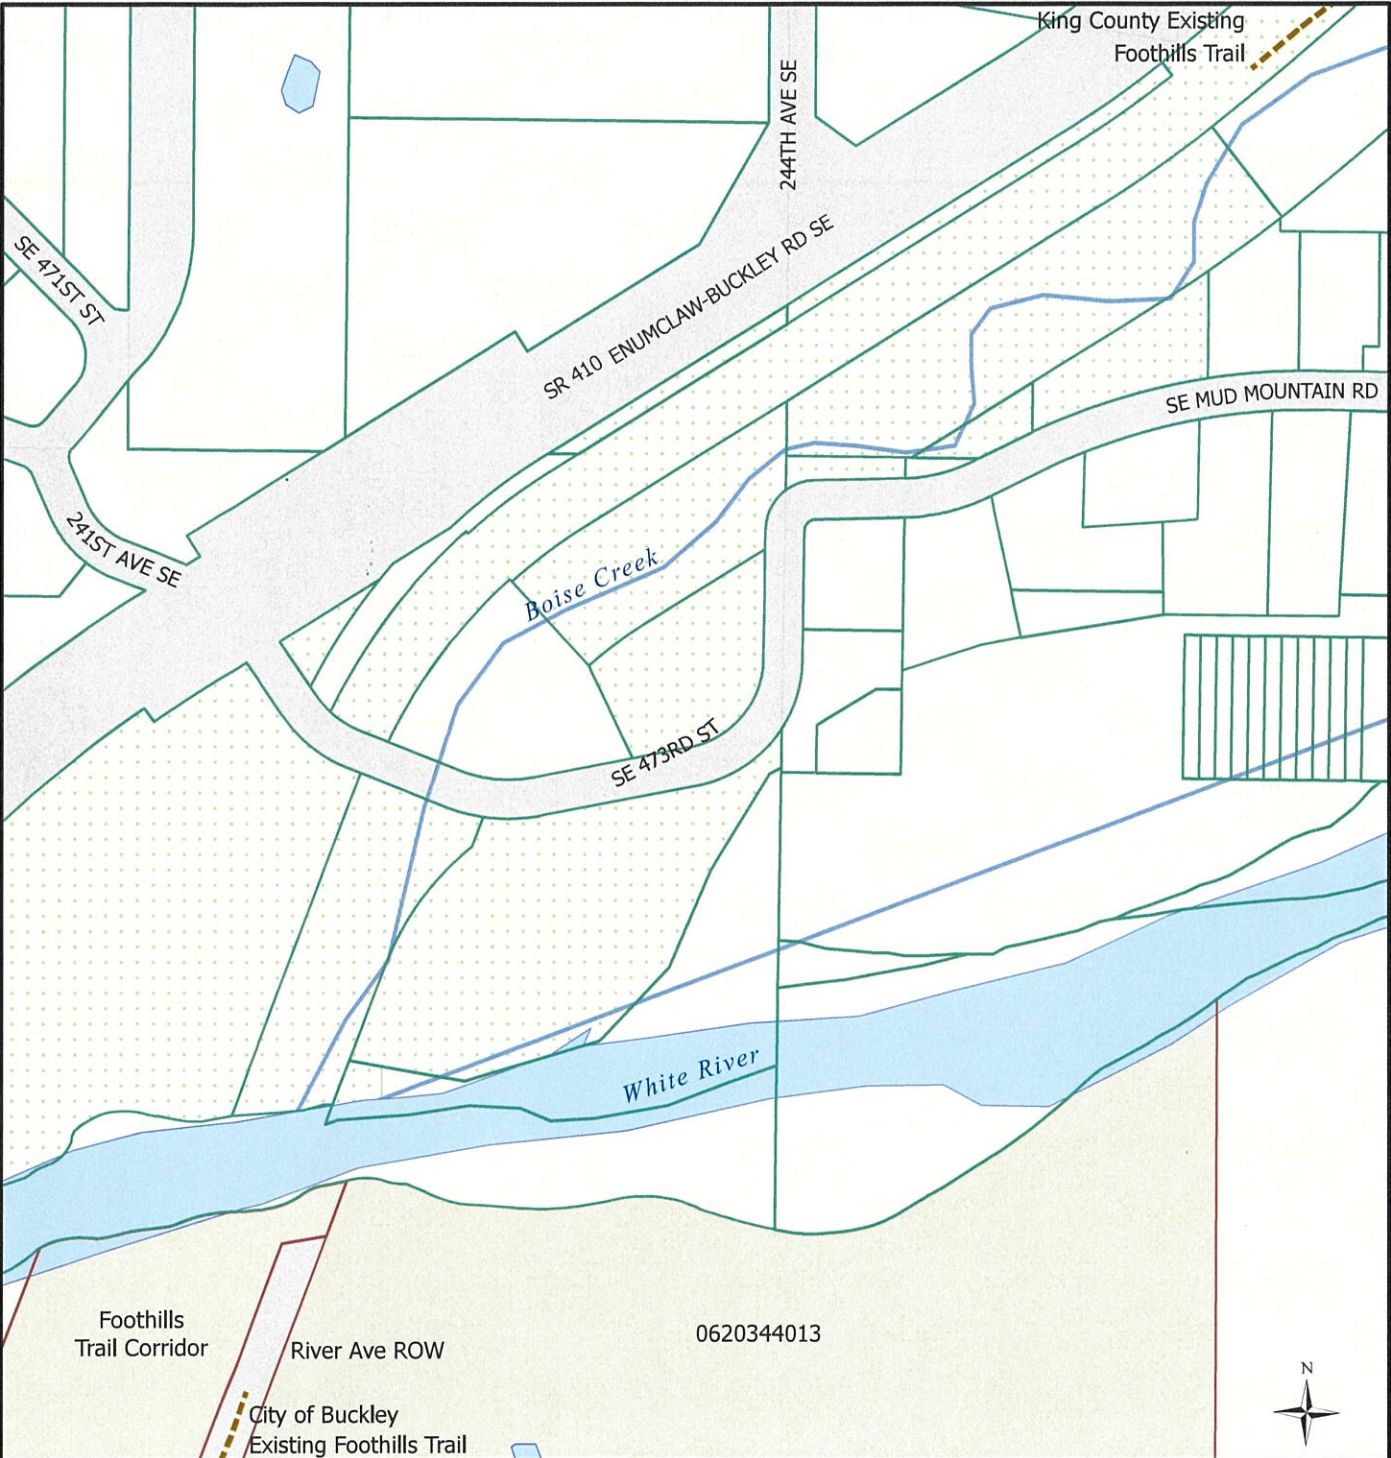 King County Existing
Foothills Trail
244TH AVE SE
SE 471ST ST
SR 410 ENUMCLAW-BUCKLEY RD SE
SE MUD MOUNTAIN RD
241ST AVE SE
Boise Creek
SE 473RD ST
White River
Foothills
Trail Corridor
River Ave ROW
0620344013
N
City of Buckley
Existing Foothills Trail